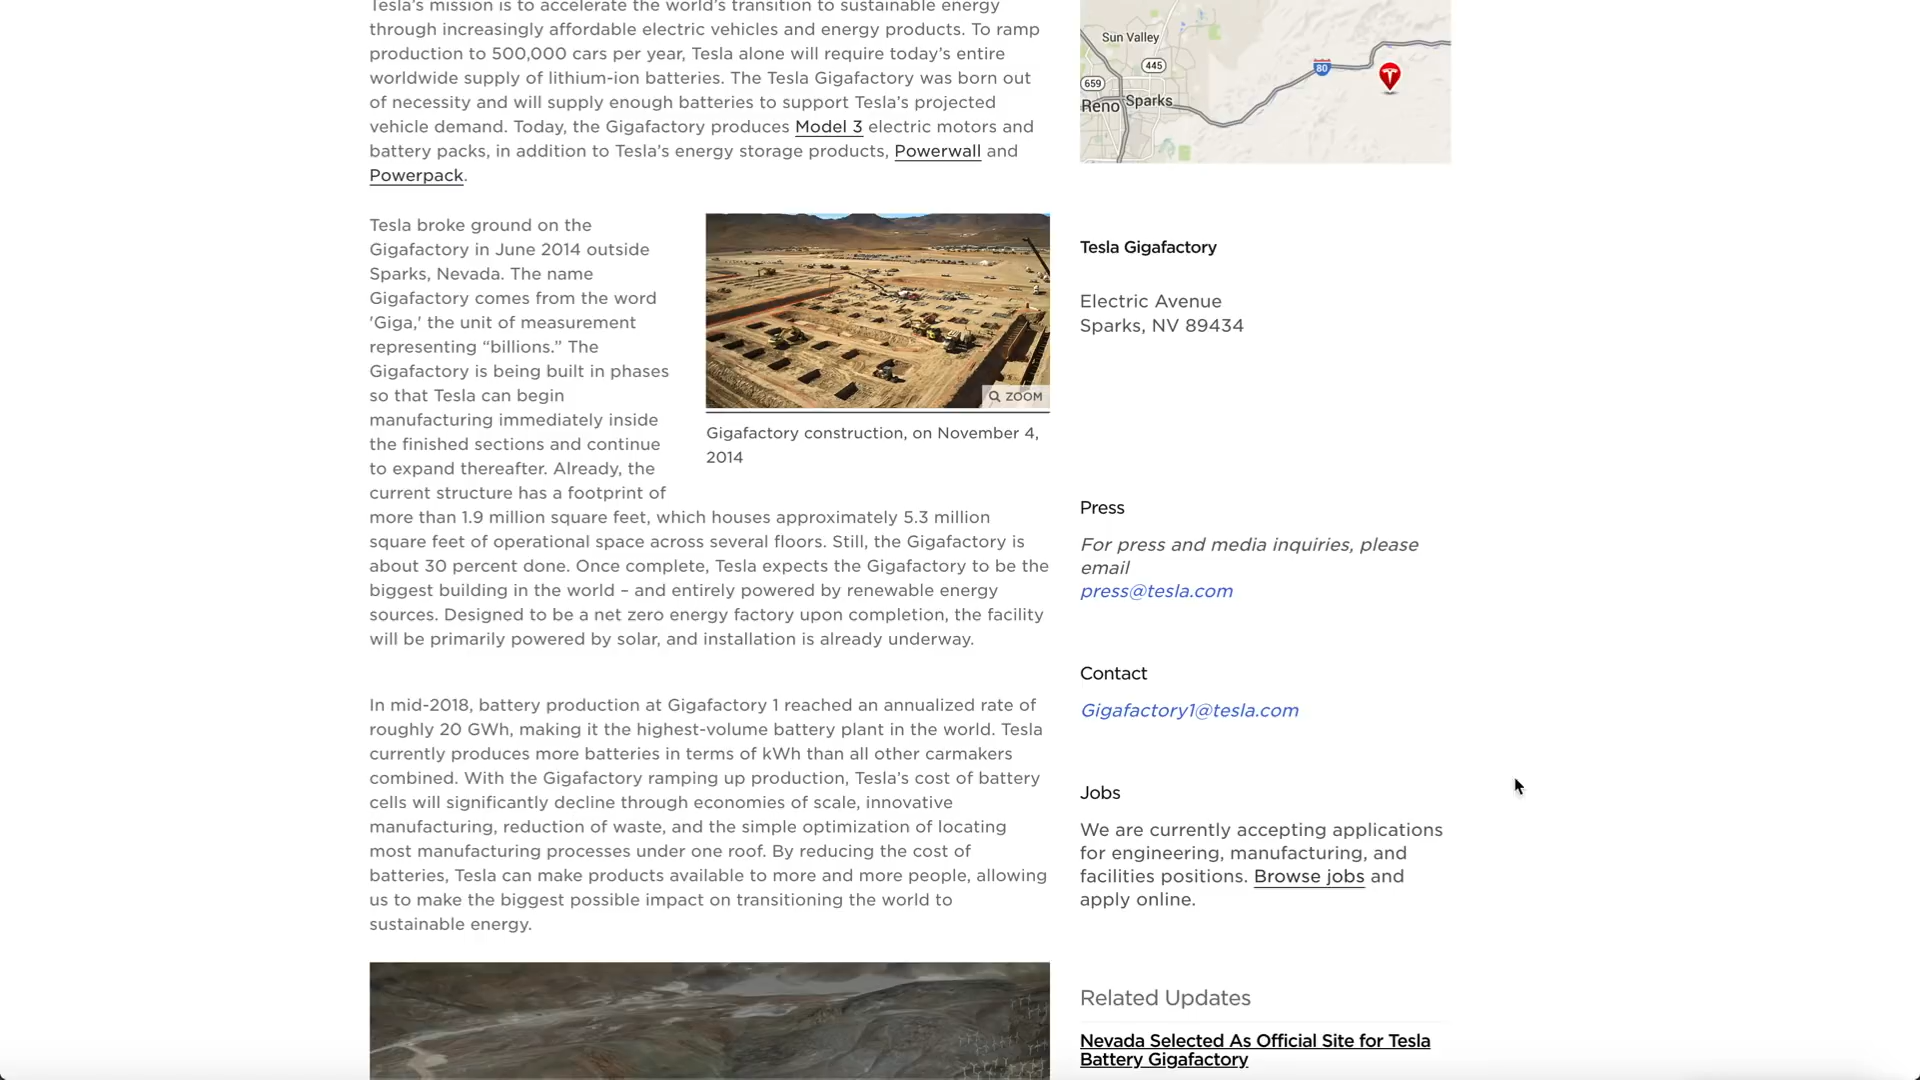 Tesla’s mission is to accelerate the world’s transition to sustainable energy
through increasingly affordable electric vehicles and energy products. To ramp
production to 500,000 cars per year, Tesla alone will require today’s entire
worldwide supply of lithium-ion batteries. The Tesla Gigafactory was born out
of necessity and will supply enough batteries to support Tesla’s projected
vehicle demand. Today, the Gigafactory produces Model 3 electric motors and
battery packs, in addition to Tesla’s energy storage products, Powerwall and
Powerpack.
Tesla broke ground on the
Gigafactory in June 2014 outside
Sparks, Nevada. The name
Gigafactory comes from the word
'Giga,' the unit of measurement
representing “billions.” The
Gigafactory is being built in phases
so that Tesla can begin
manufacturing immediately inside
the finished sections and continue
to expand thereafter. Already, the
current structure has a footprint of
more than 1.9 million square feet, which houses approximately 5.3 million
square feet of operational space across several floors. Still, the Gigafactory is
about 30 percent done. Once complete, Tesla expects the Gigafactory to be the
biggest building in the world – and entirely powered by renewable energy
sources. Designed to be a net zero energy factory upon completion, the facility
will be primarily powered by solar, and installation is already underway.
ZOOM
Gigafactory construction, on November 4,
2014
In mid-2018, battery production at Gigafactory 1 reached an annualized rate of
roughly 20 GWh, making it the highest-volume battery plant in the world. Tesla
currently produces more batteries in terms of kWh than all other carmakers
combined. With the Gigafactory ramping up production, Tesla’s cost of battery
cells will significantly decline through economies of scale, innovative
manufacturing, reduction of waste, and the simple optimization of locating
most manufacturing processes under one roof. By reducing the cost of
batteries, Tesla can make products available to more and more people, allowing
us to make the biggest possible impact on transitioning the world to
sustainable energy.
Sun Valley
445
80
659
Reno
Sparks
Tesla Gigafactory
Electric Avenue
Sparks, NV 89434
Press
For press and media inquiries, please
email
press@tesla.com
Contact
Gigafactory1@tesla.com
Jobs
We are currently accepting applications
for engineering, manufacturing, and
facilities positions. Browse jobs and
apply online.
Related Updates
Nevada Selected As Official Site for Tesla
Battery Gigafactory